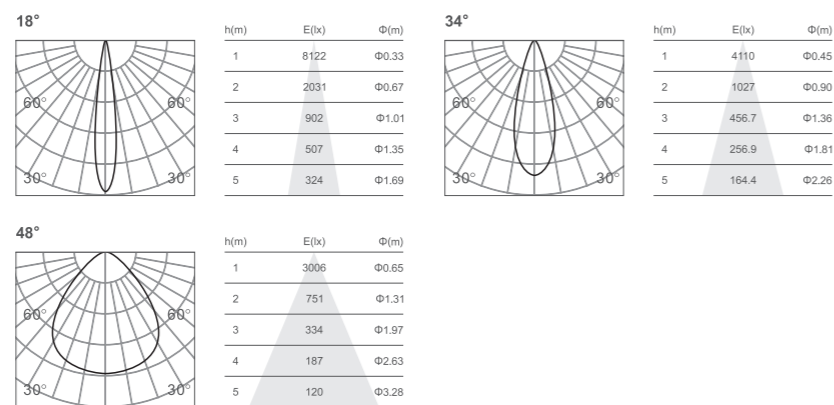 18°
60° 60°
30° 30°
h(m) E(lx) Φ(m)
1 8122 Φ0.33
2 2031 Φ0.67
3 902 Φ1.01
4 507 Φ1.35
5 324 Φ1.69
34°
60° 60°
30° 30°
h(m) E(lx) Φ(m)
1 4110 Φ0.45
2 1027 Φ0.90
3 456.7 Φ1.36
4 256.9 Φ1.81
5 164.4 Φ2.26
48°
60° 60°
30° 30°
h(m) E(lx) Φ(m)
1 3006 Φ0.65
2 751 Φ1.31
3 334 Φ1.97
4 187 Φ2.63
5 120 Φ3.28